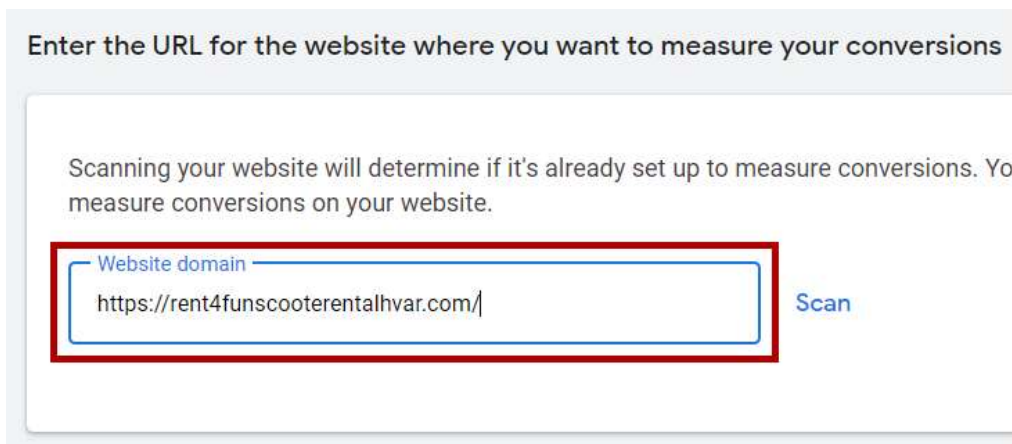 Enter the URL for the website where you want to measure your conversions
Scanning your website will determine if it's already set up to measure conversions. Yo
measure conversions on your website.
Website domain
https://rent4funscooterentalhvar.com/
Scan